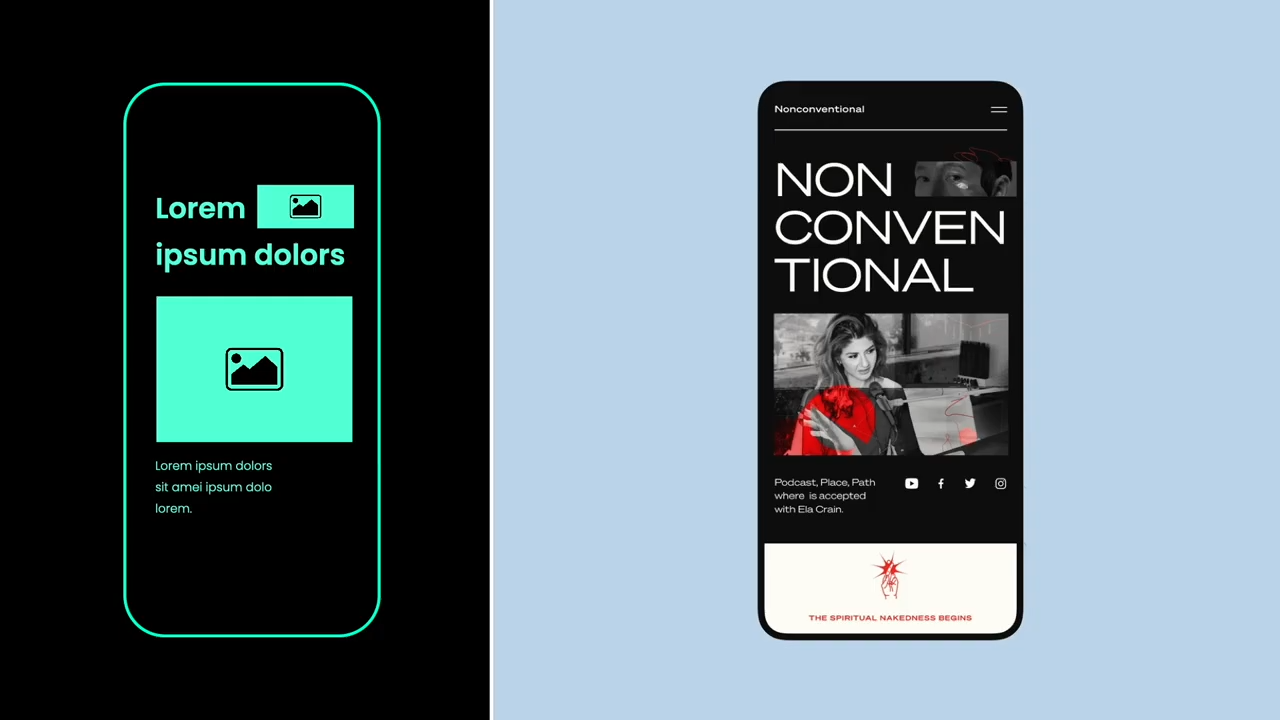 Lorem
ipsum dolors
Lorem ipsum dolors
sit amei ipsum dolo
lorem.
Nonconventional
NON
CONVEN
TIONAL
Podcast, Place, Path
where is accepted
with Ela Crain.
THE SPIRITUAL NAKEDNESS BEGINS